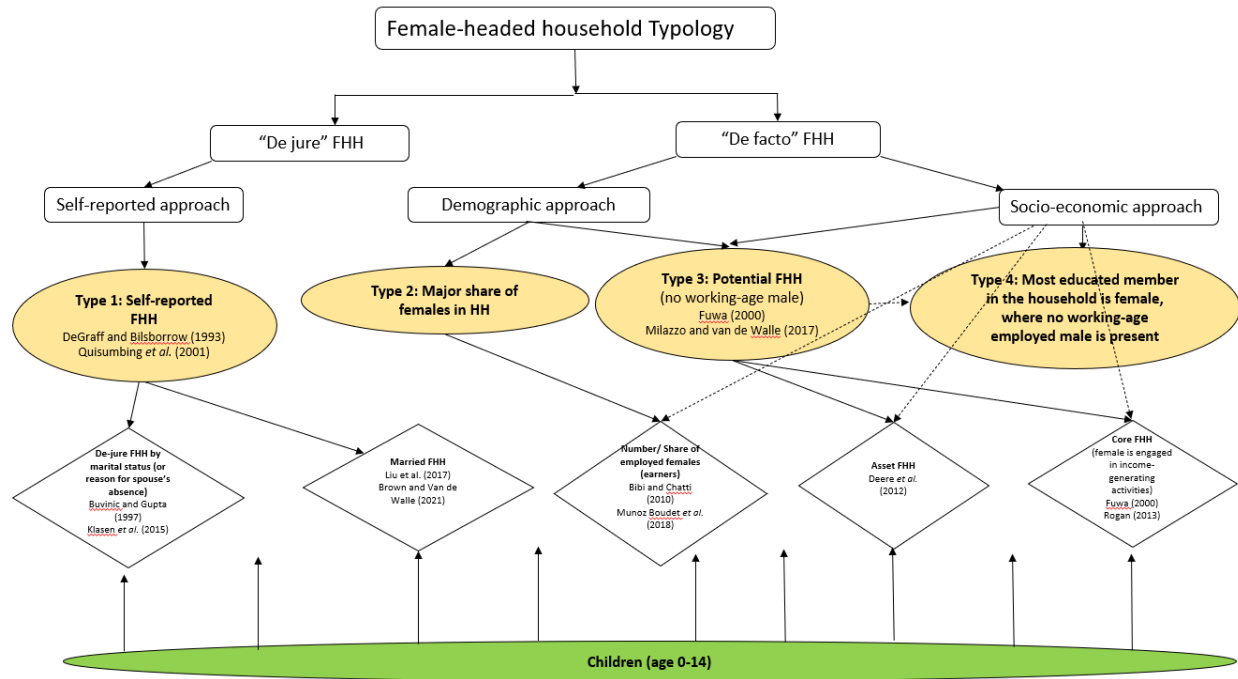 Female-headed household Typology
“De jure” FHH
“De facto” FHH
Self-reported approach
Demographic approach
Socio-economic approach
Type 1: Self-reported
FHH
DeGraff and Bilsborrow (1993)
Quisumbing et al. (2001)
Type 2: Major share of
females in HH
Type 3: Potential FHH
(no working-age male)
Fuwa (2000)
Milazzo and van de Walle (2017)
Type 4: Most educated member
in the household is female,
where no working-age
employed male is present
De-jure FHH by
marital status (or
reason for spouse’s
absence)
Buvinic and Gupta
(1997)
Klasen et al. (2015)
Married FHH
Liu et al. (2017)
Brown and Van de
Walle (2021)
Number/ Share of
employed females
(earners)
Bibi and Chatti
(2010)
Munoz Boudet et al.
(2018)
Asset FHH
Deere et al.
(2012)
Core FHH
(female is engaged
in income-
generating
activities)
Fuwa (2000)
Rogan (2013)
Children (age 0-14)